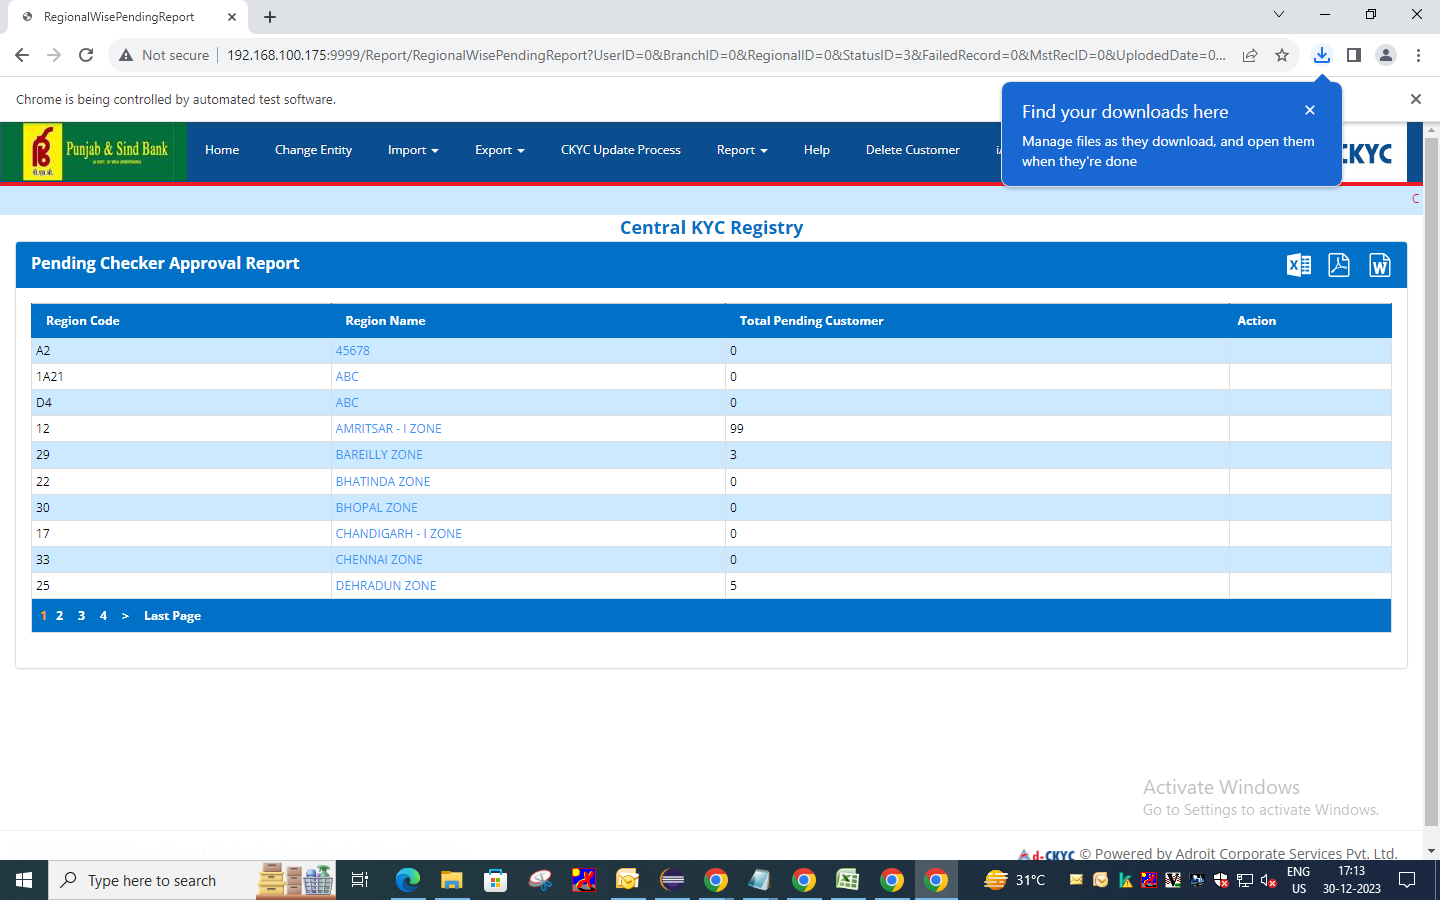 RegionalWisePendingReport
Not secure
192.168.100.175:9999/Report/RegionalWisePendingReport?UserID=0&BranchID=0&RegionalID=0&StatusID=3&FailedRecord=0&MstRecID=0&UplodedDate=0...
Chrome is being controlled by automated test software.
Find your downloads here
Manage files as they download, and open them
when they're done
पी.एस.बी.
Punjab & Sind Bank
Home
Change Entity
Import
Export
CKYC Update Process
Report
Help
Delete Customer
CKYC
C
Central KYC Registry
Pending Checker Approval Report
Region Code Region Name Total Pending Customer Action
A2 45678 0
1A21 ABC 0
D4 ABC 0
12 AMRITSAR - I ZONE 99
29 BAREILLY ZONE 3
22 BHATINDA ZONE 0
30 BHOPAL ZONE 0
17 CHANDIGARH - I ZONE 0
33 CHENNAI ZONE 0
25 DEHRADUN ZONE 5
1 2 3 4 > Last Page
Activate Windows
Go to Settings to activate Windows.
Ad-CKYC © Powered by Adroit Corporate Services Pvt. Ltd.
Type here to search
31°C
ENG
US
17:13
30-12-2023